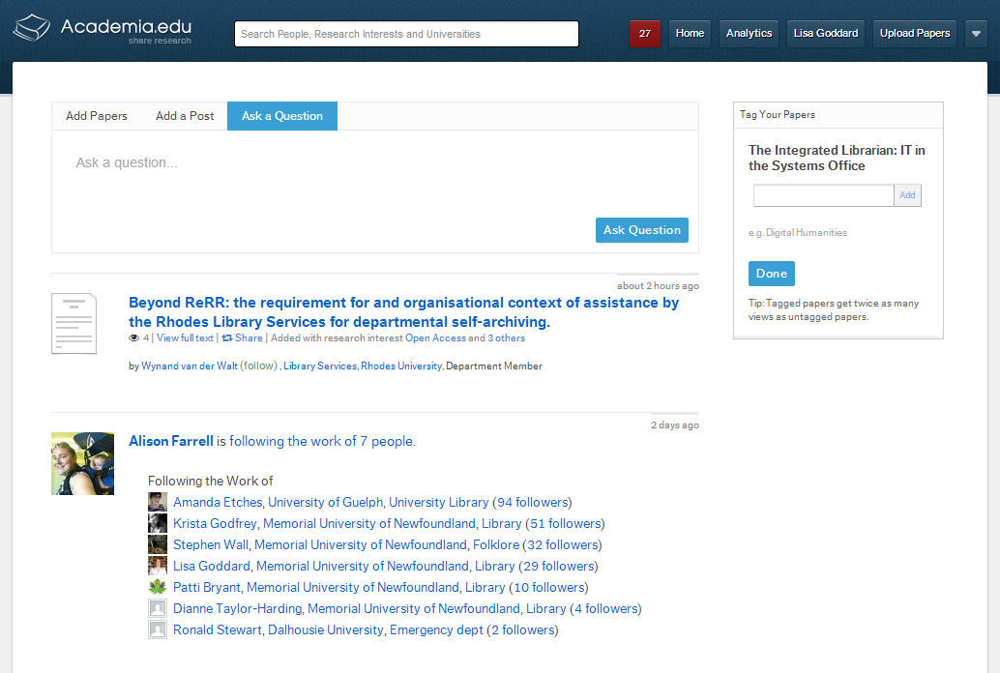 Academia.edu
share research
Search People, Research Interests and Universities
27
Home
Analytics
Lisa Goddard
Upload Papers
Add Papers
Add a Post
Ask a Question
Ask a question...
Ask Question
Tag Your Papers
The Integrated Librarian: IT in
the Systems Office
Add
e.g. Digital Humanities
Done
Tip: Tagged papers get twice as many
views as untagged papers.
about 2 hours ago
Beyond ReRR: the requirement for and organisational context of assistance by
the Rhodes Library Services for departmental self-archiving.
4 | View full text | Share | Added with research interest Open Access and 3 others
by Wynand van der Walt (follow) , Library Services, Rhodes University, Department Member
2 days ago
Alison Farrell is following the work of 7 people.
Following the Work of
Amanda Etches, University of Guelph, University Library (94 followers)
Krista Godfrey, Memorial University of Newfoundland, Library (51 followers)
Stephen Wall, Memorial University of Newfoundland, Folklore (32 followers)
Lisa Goddard, Memorial University of Newfoundland, Library (29 followers)
Patti Bryant, Memorial University of Newfoundland, Library (10 followers)
Dianne Taylor-Harding, Memorial University of Newfoundland, Library (4 followers)
Ronald Stewart, Dalhousie University, Emergency dept (2 followers)